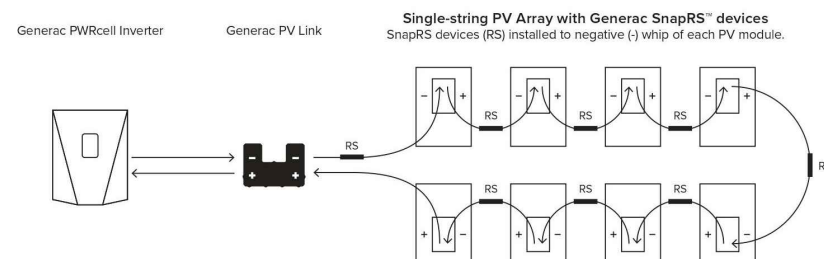 Single-string PV Array with Generac SnapRS™ devices
Generac PWRcell Inverter
Generac PV Link
SnapRS devices (RS) installed to negative (-) whip of each PV module.
- + - + - + - +
RS RS RS
RS
- -
+ +
RS RS RS
+ - + - + - + -